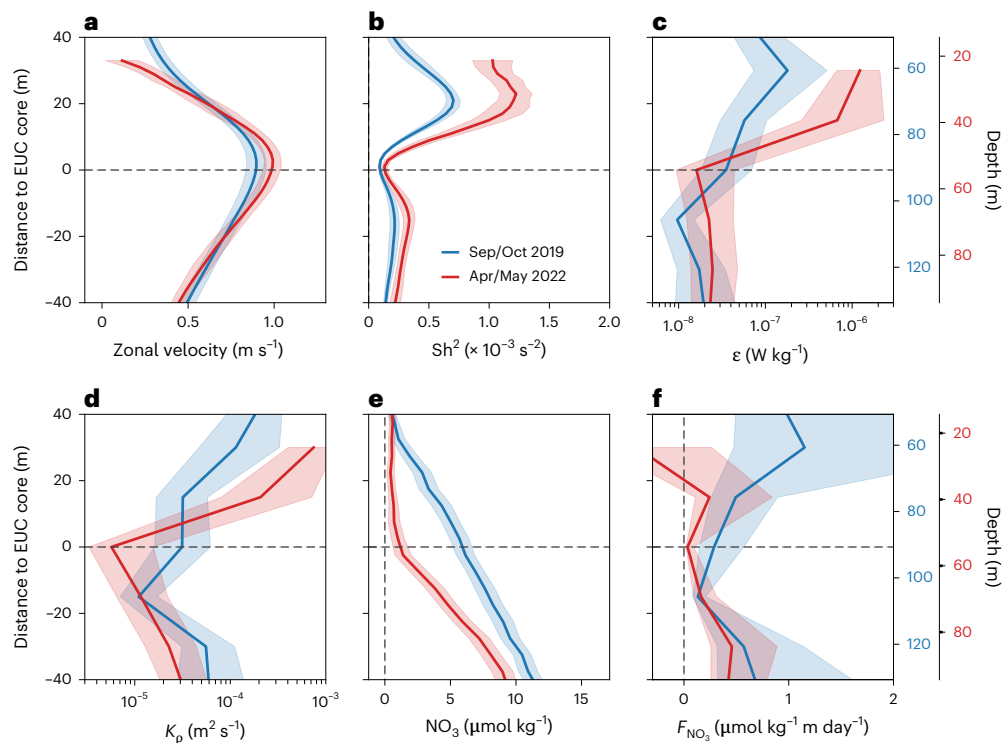 a
b
c
40
20
0
−20
−40
Distance to EUC core (m)
0
0.5
1.0
Zonal velocity (m s⁻¹)
Sep/Oct 2019
Apr/May 2022
0
0.5
1.0
1.5
2.0
Sh² (× 10⁻³ s⁻²)
10⁻⁸
10⁻⁷
10⁻⁶
ε (W kg⁻¹)
60
80
100
120
20
40
60
80
Depth (m)
d
e
f
40
20
0
−20
−40
Distance to EUC core (m)
10⁻⁵
10⁻⁴
10⁻³
Kρ (m² s⁻¹)
0
5
10
15
NO₃ (μmol kg⁻¹)
0
1
2
F_NO₃ (μmol kg⁻¹ m day⁻¹)
60
80
100
120
20
40
60
80
Depth (m)